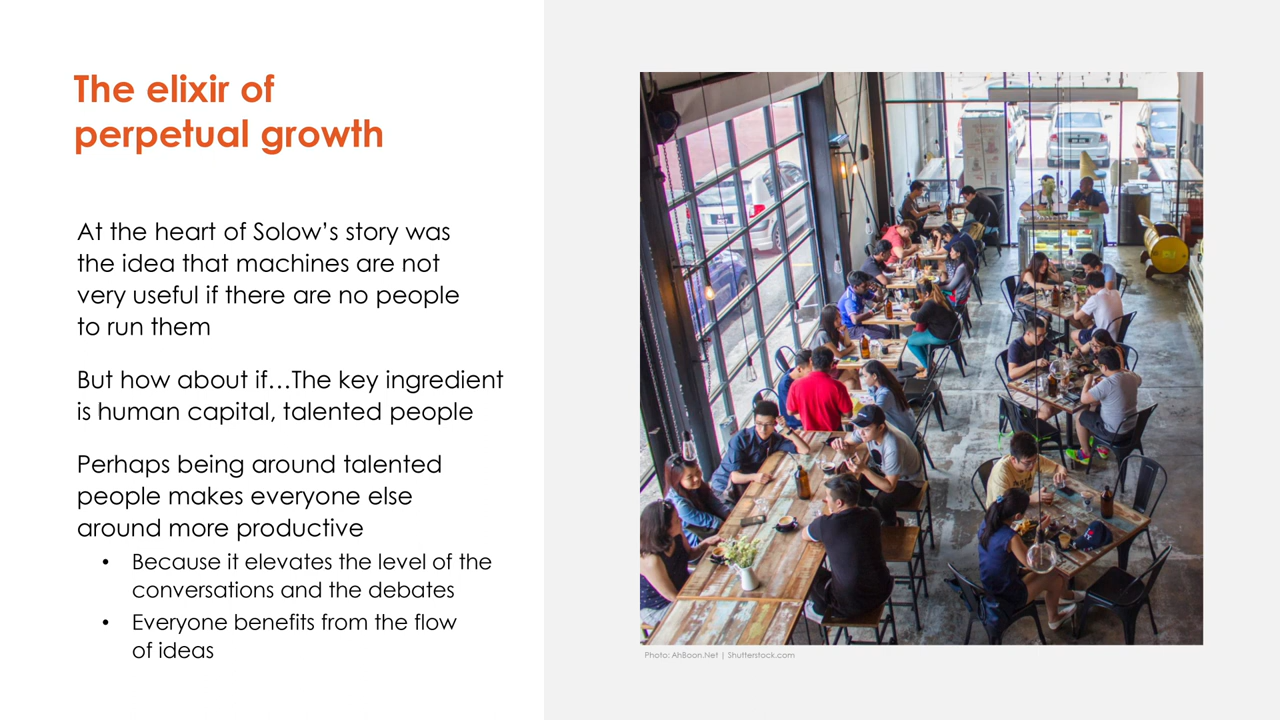 The elixir of
perpetual growth
At the heart of Solow’s story was
the idea that machines are not
very useful if there are no people
to run them
But how about if…The key ingredient
is human capital, talented people
Perhaps being around talented
people makes everyone else
around more productive
• Because it elevates the level of the
conversations and the debates
• Everyone benefits from the flow
of ideas
Photo: AhBoon.Net | Shutterstock.com